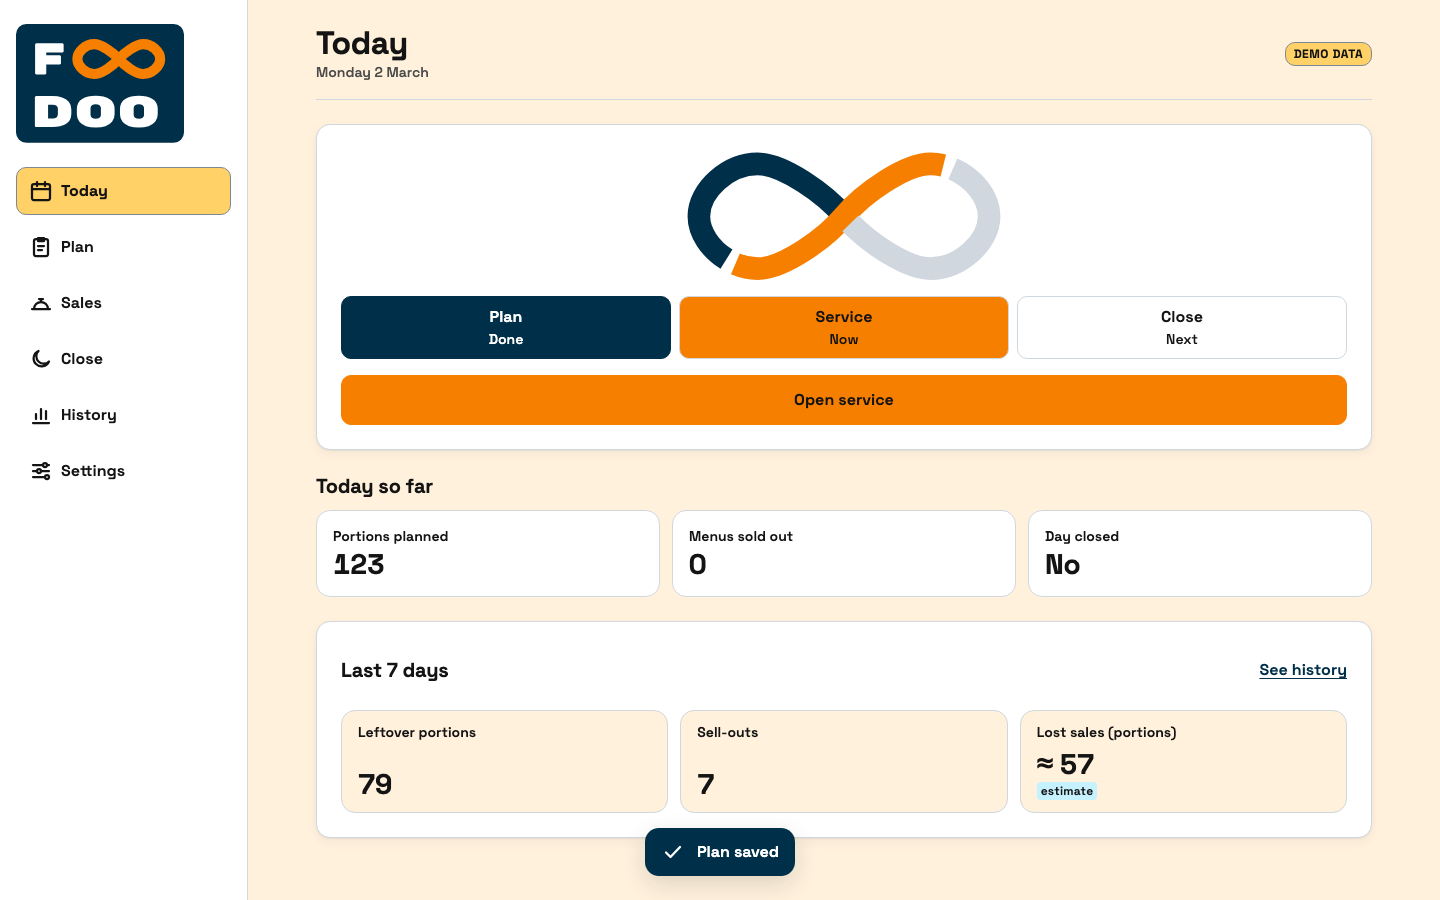 FOO
DOO
Today
Plan
Sales
Close
History
Settings
Today
Monday 2 March
DEMO DATA
Plan
Done
Service
Now
Close
Next
Open service
Today so far
Portions planned
123
Menus sold out
0
Day closed
No
Last 7 days
See history
Leftover portions
79
Sell-outs
7
Lost sales (portions)
≈ 57
estimate
Plan saved